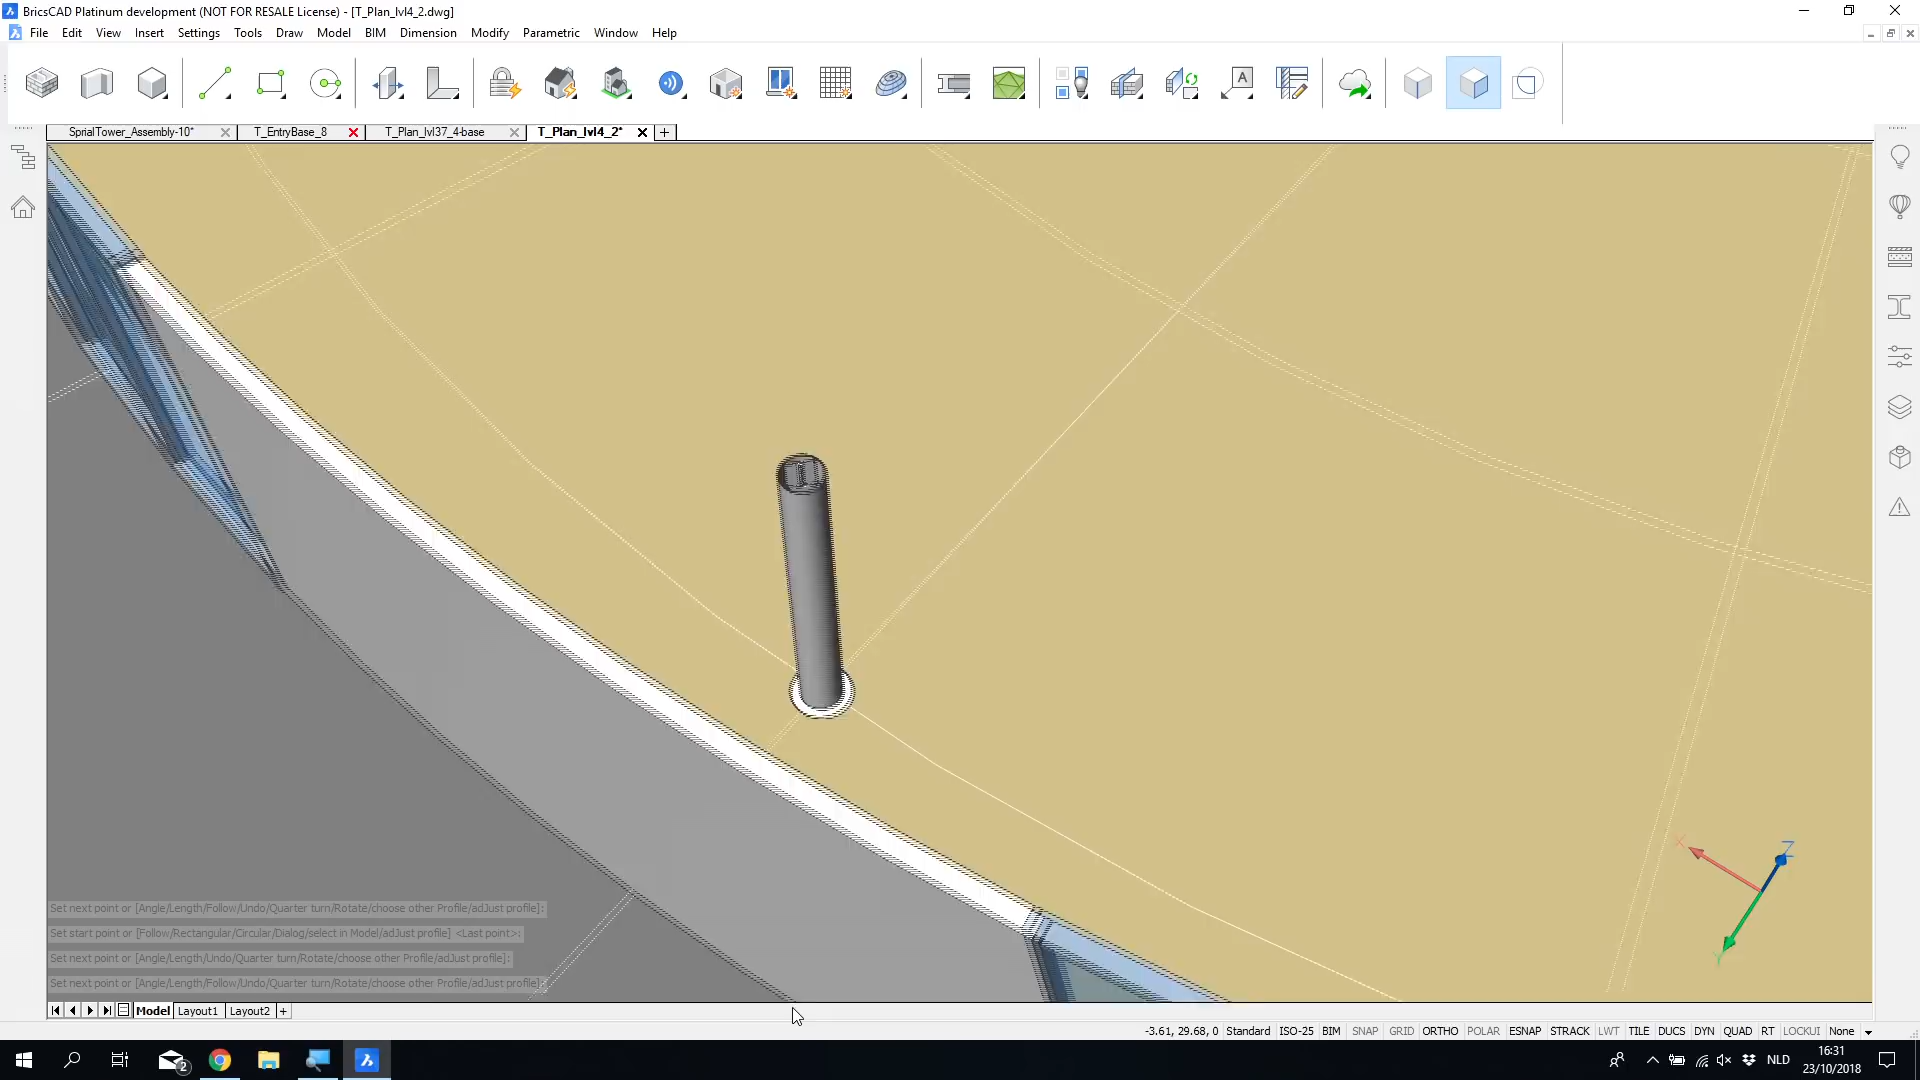 BricsCAD Platinum development (NOT FOR RESALE License) - [T_Plan_lvl4_2.dwg]
File Edit View Insert Settings Tools Draw Model BIM Dimension Modify Parametric Window Help
A
SprialTower_Assembly-10* T_EntryBase_8 T_Plan_lvl37_4-base T_Plan_lvl4_2* +
Z
X
Y
Set next point or [Angle/Length/Follow/Undo/Quarter turn/Rotate/choose other Profile/adJust profile]:
Set start point or [Follow/Rectangular/Circular/Dialog/select in Model/adJust profile] <Last point>:
Set next point or [Angle/Length/Undo/Quarter turn/Rotate/choose other Profile/adJust profile]:
Set next point or [Angle/Length/Follow/Undo/Quarter turn/Rotate/choose other Profile/adJust profile]:
Model Layout1 Layout2 +
-3.61, 29.68, 0 Standard ISO-25 BIM SNAP GRID ORTHO POLAR ESNAP STRACK LWT TILE DUCS DYN QUAD RT LOCKUI None
2 NLD 16:31
23/10/2018